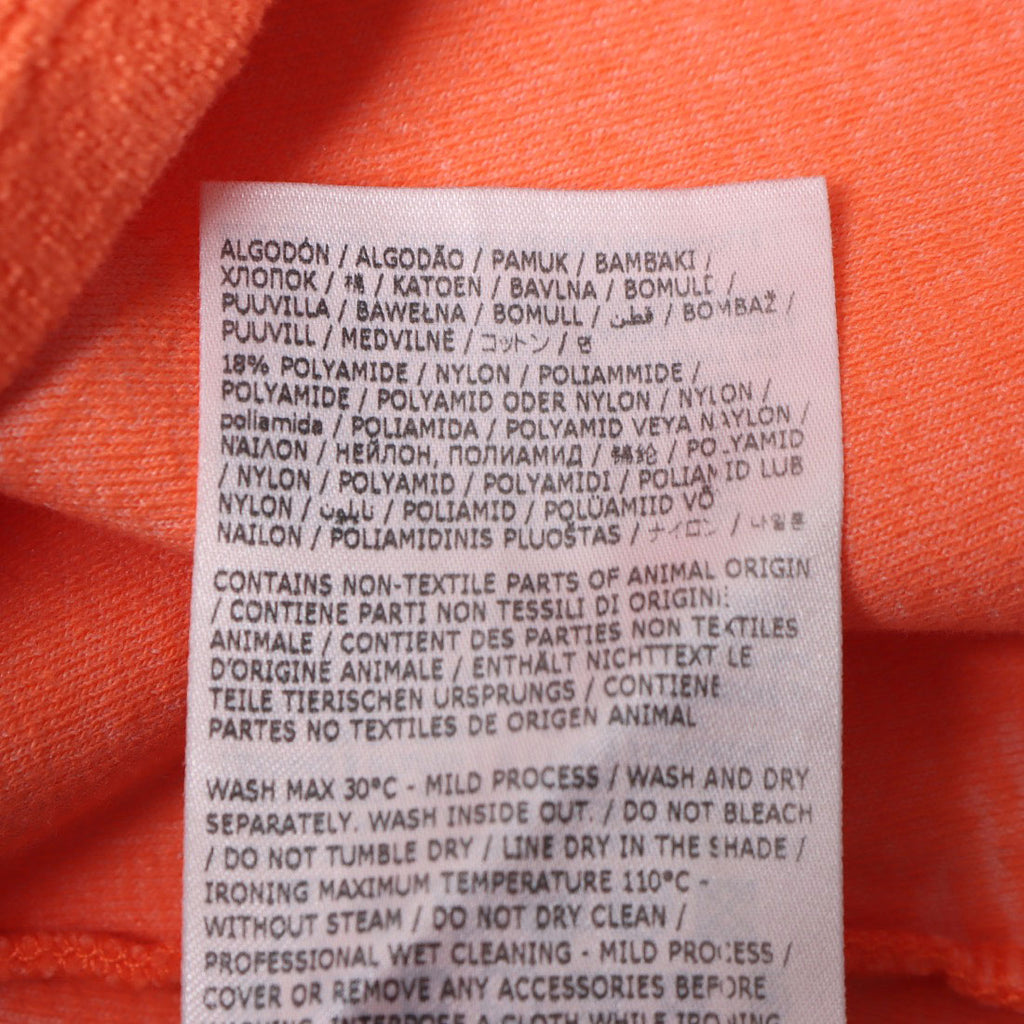 ALGODÓN / ALGODÃO / PAMUK / BAMBAKI /
ХЛОПОК / 棉 / KATOEN / BAVLNA / BOMULD /
PUUVILLA / BAWEŁNA / BOMULL / قطن / BOMBAŽ /
PUUVILL / MEDVILNĖ / コットン / 면
18% POLYAMIDE / NYLON / POLIAMMIDE /
POLYAMIDE / POLYAMID ODER NYLON / NYLON /
poliamida / POLIAMIDA / POLYAMID VEYA NAYLON /
ΝΑΙΛΟΝ / НЕЙЛОН, ПОЛИАМИД / 锦纶 / POLYAMID
/ NYLON / POLYAMID / POLYAMIDI / POLIAMID LUB
NYLON / نايلون / POLIAMID / POLÜAMIID VÕ
NAILON / POLIAMIDINIS PLUOŠTAS / ナイロン / 나일론
CONTAINS NON-TEXTILE PARTS OF ANIMAL ORIGIN
/ CONTIENE PARTI NON TESSILI DI ORIGINE
ANIMALE / CONTIENT DES PARTIES NON TEXTILES
D'ORIGINE ANIMALE / ENTHÄLT NICHTTEXTILE
TEILE TIERISCHEN URSPRUNGS / CONTIENE
PARTES NO TEXTILES DE ORIGEN ANIMAL
WASH MAX 30°C - MILD PROCESS / WASH AND DRY
SEPARATELY. WASH INSIDE OUT. / DO NOT BLEACH
/ DO NOT TUMBLE DRY / LINE DRY IN THE SHADE /
IRONING MAXIMUM TEMPERATURE 110°C -
WITHOUT STEAM / DO NOT DRY CLEAN /
PROFESSIONAL WET CLEANING - MILD PROCESS /
COVER OR REMOVE ANY ACCESSORIES BEFORE
IRONING. INTERPOSE A CLOTH WHILE IRONING